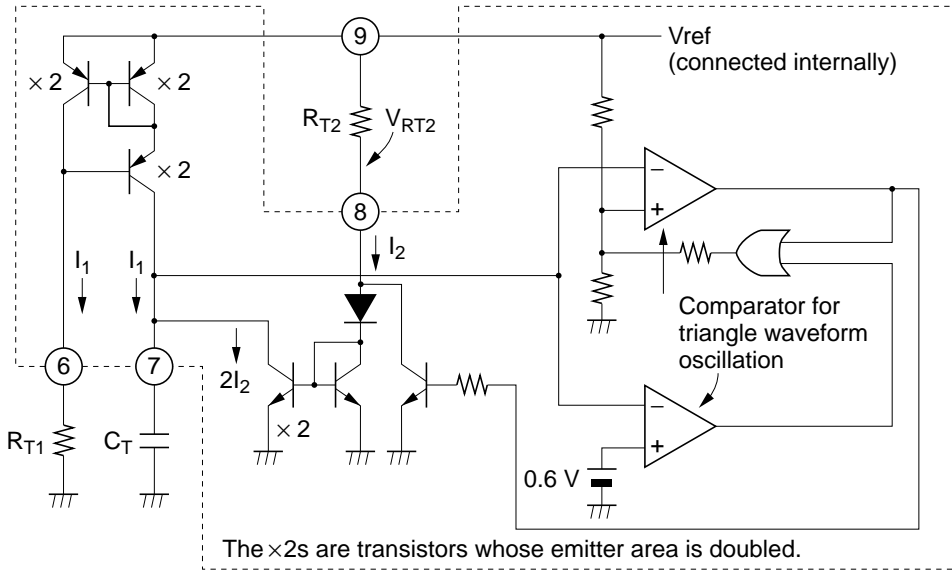 9
Vref
(connected internally)
× 2
× 2
RT2
VRT2
× 2
8
−
+
I1
I1
I2
Comparator for
triangle waveform
oscillation
6
7
2I2
× 2
−
+
RT1
CT
0.6 V
The ×2s are transistors whose emitter area is doubled.